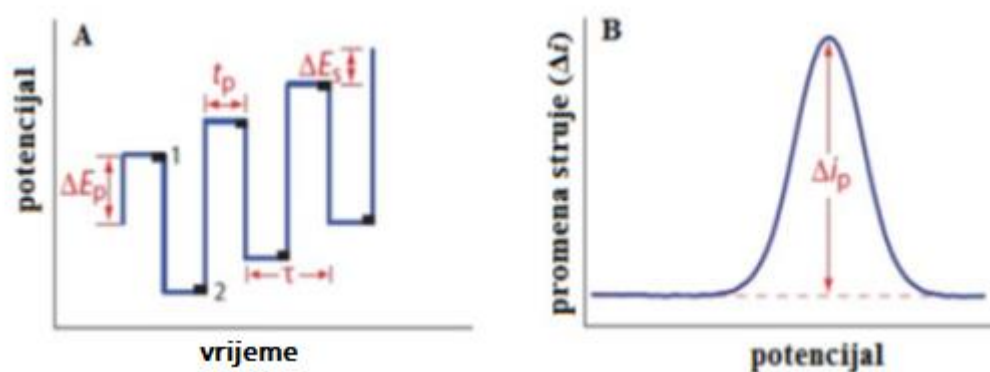 A
potencijal
ΔEₚ
1
2
tₚ
ΔEₛ
τ
vrijeme
B
promena struje (Δi)
Δiₚ
potencijal